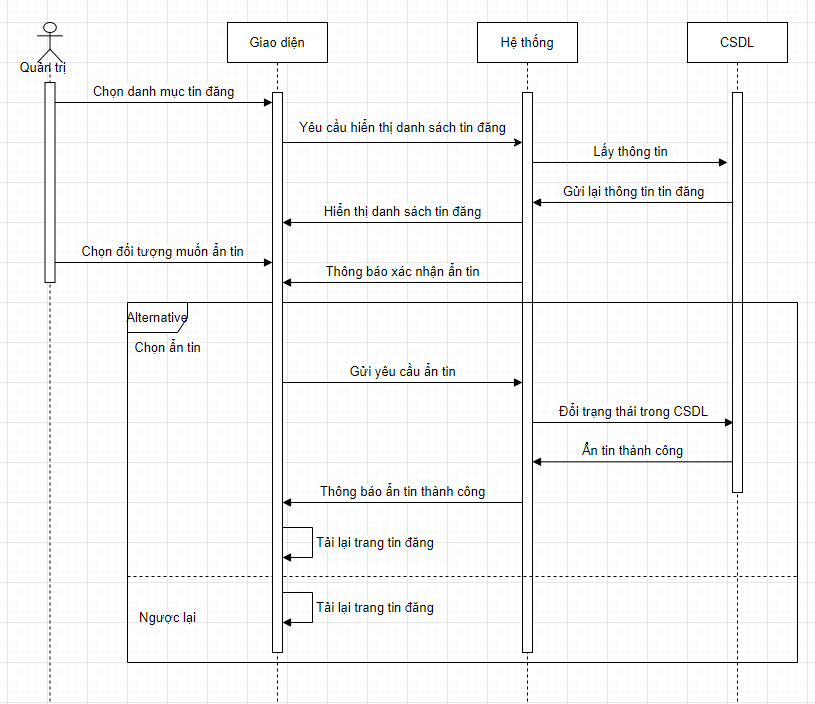 Giao diện
Hệ thống
CSDL
Quản trị
Chọn danh mục tin đăng
Yêu cầu hiển thị danh sách tin đăng
Lấy thông tin
Gửi lại thông tin tin đăng
Hiển thị danh sách tin đăng
Chọn đối tượng muốn ẩn tin
Thông báo xác nhận ẩn tin
Alternative
Chọn ẩn tin
Gửi yêu cầu ẩn tin
Đổi trạng thái trong CSDL
Ẩn tin thành công
Thông báo ẩn tin thành công
Tải lại trang tin đăng
Tải lại trang tin đăng
Ngược lại